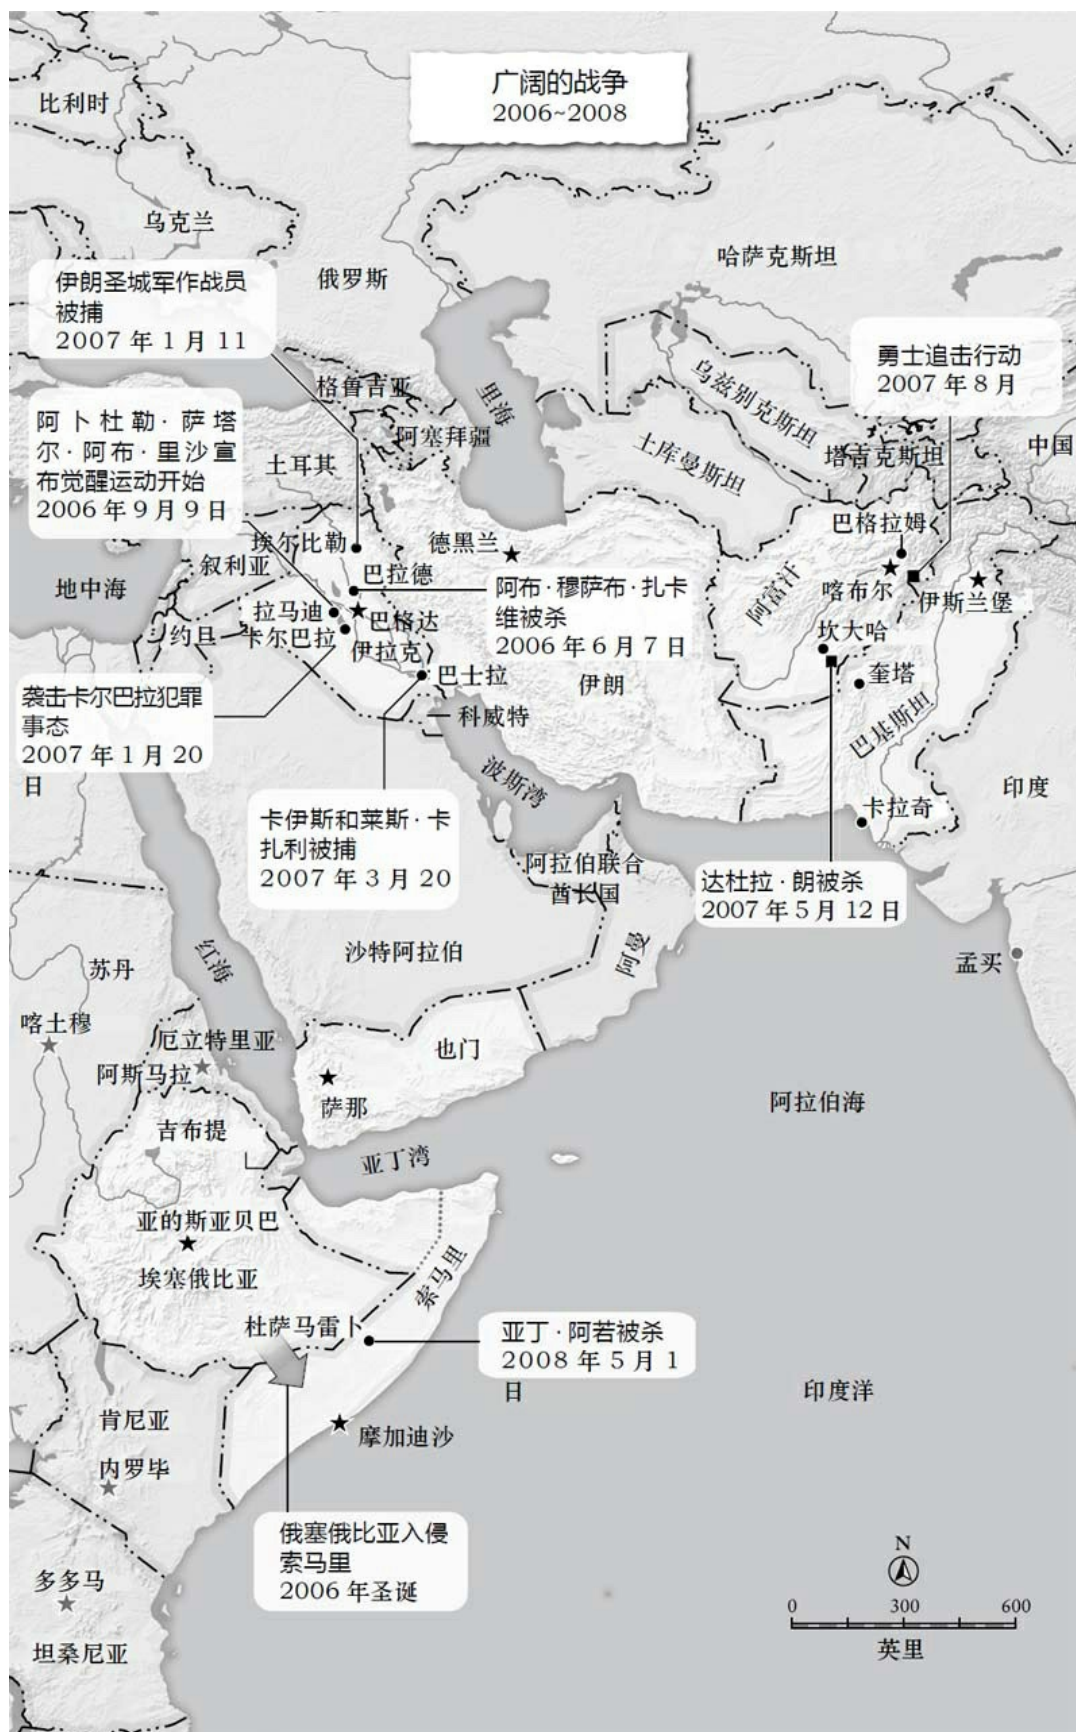 广阔的战争
2006~2008
比利时
乌克兰
俄罗斯
哈萨克斯坦
伊朗圣城军作战员
被捕
2007 年 1 月 11
勇士追击行动
2007 年 8 月
格鲁吉亚
里海
乌兹别克斯坦
阿卜杜勒·萨塔
尔·阿布·里沙宣
布觉醒运动开始
2006 年 9 月 9 日
阿塞拜疆
土耳其
土库曼斯坦
塔吉克斯坦
中国
埃尔比勒
德黑兰
巴格拉姆
叙利亚
地中海
巴拉德
阿布·穆萨布·扎卡
维被杀
2006 年 6 月 7 日
阿富汗
喀布尔
伊斯兰堡
拉马迪
巴格达
约旦
卡尔巴拉
伊拉克
坎大哈
巴士拉
伊朗
奎塔
袭击卡尔巴拉犯罪
事态
2007 年 1 月 20
日
科威特
巴基斯坦
波斯湾
印度
卡伊斯和莱斯·卡
扎利被捕
2007 年 3 月 20
卡拉奇
阿拉伯联合
酋长国
达杜拉·朗被杀
2007 年 5 月 12 日
红海
沙特阿拉伯
阿曼
孟买
苏丹
喀土穆
厄立特里亚
也门
阿斯马拉
萨那
阿拉伯海
吉布提
亚丁湾
亚的斯亚贝巴
埃塞俄比亚
索马里
杜萨马雷卜
亚丁·阿若被杀
2008 年 5 月 1
日
印度洋
肯尼亚
摩加迪沙
内罗毕
俄塞俄比亚入侵
索马里
2006 年圣诞
多多马
坦桑尼亚
N
0 300 600
英里